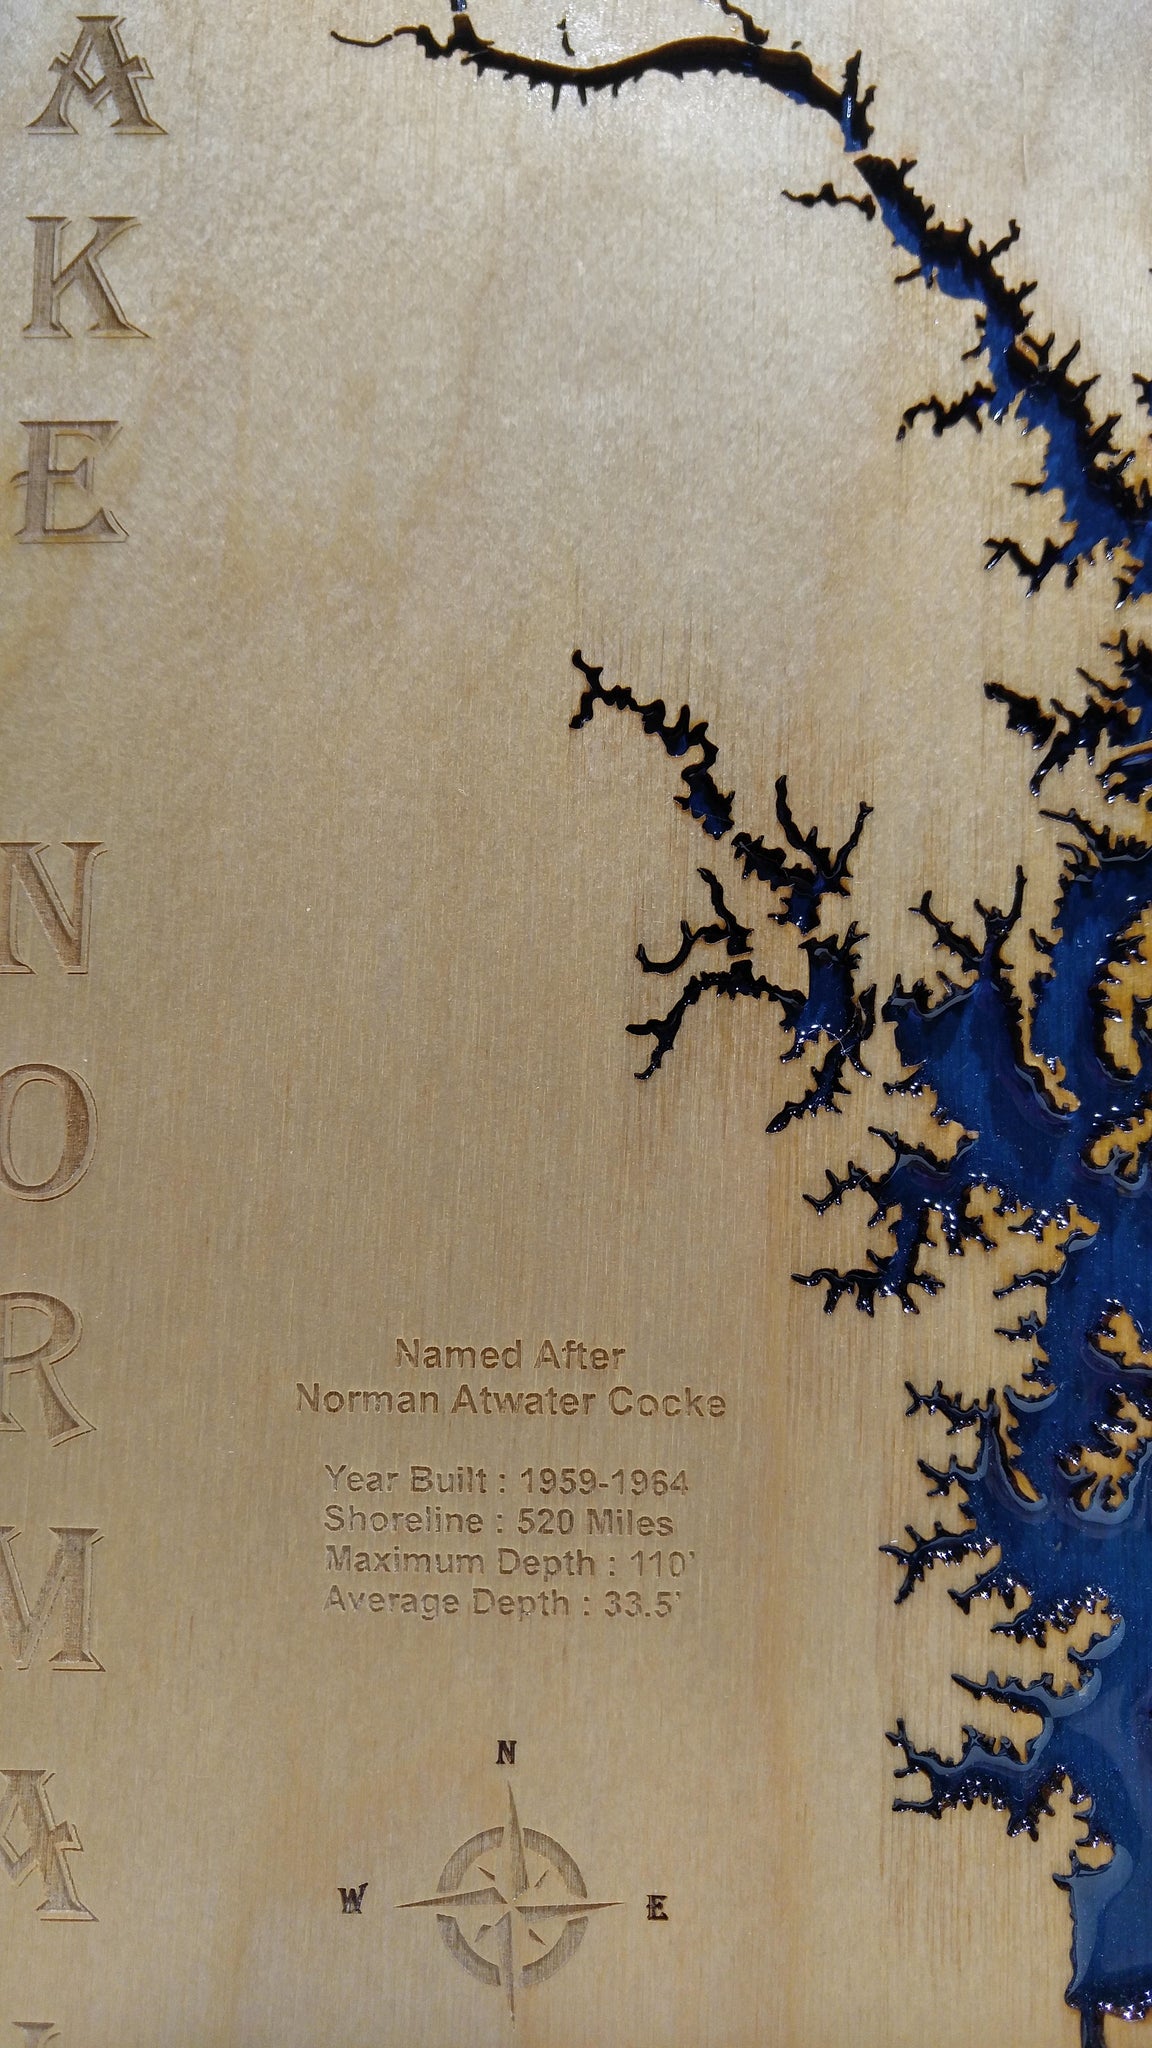 A
K
E
N
O
R
M
A
Named After
Norman Atwater Cocke
Year Built : 1959-1964
Shoreline : 520 Miles
Maximum Depth : 110'
Average Depth : 33.5'
N
W E